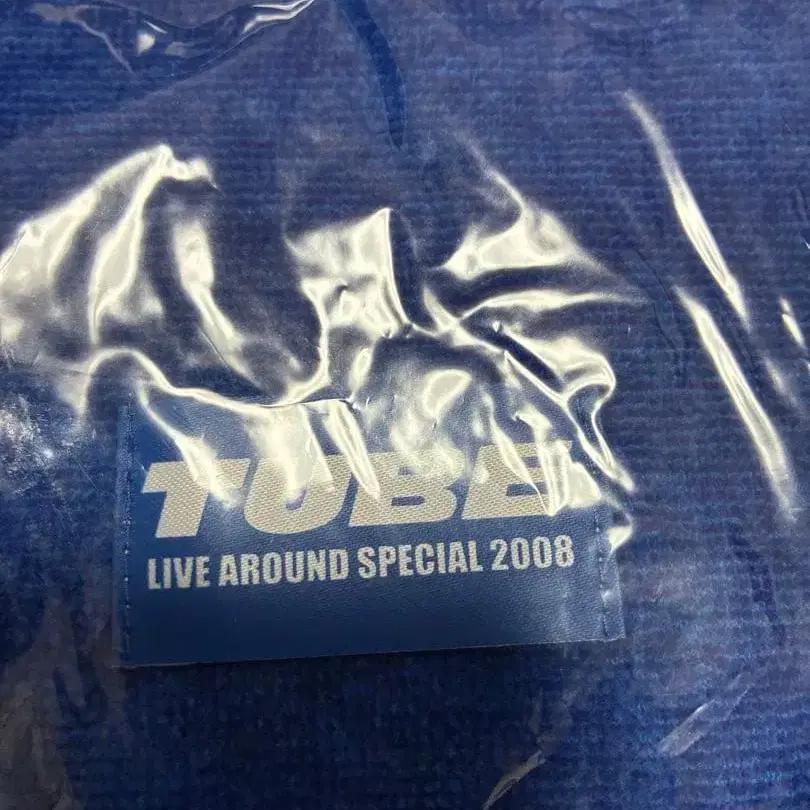 TUBE
LIVE AROUND SPECIAL 2008